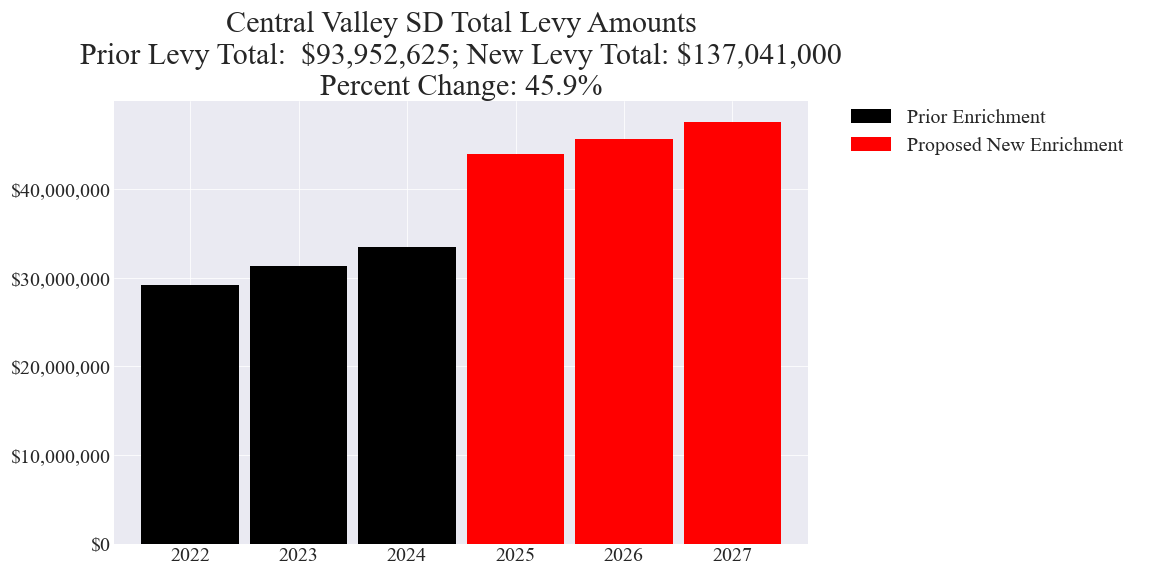 Central Valley SD Total Levy Amounts
Prior Levy Total:  $93,952,625; New Levy Total: $137,041,000
Percent Change: 45.9%
Prior Enrichment
Proposed New Enrichment
$40,000,000
$30,000,000
$20,000,000
$10,000,000
$0
2022 2023 2024 2025 2026 2027